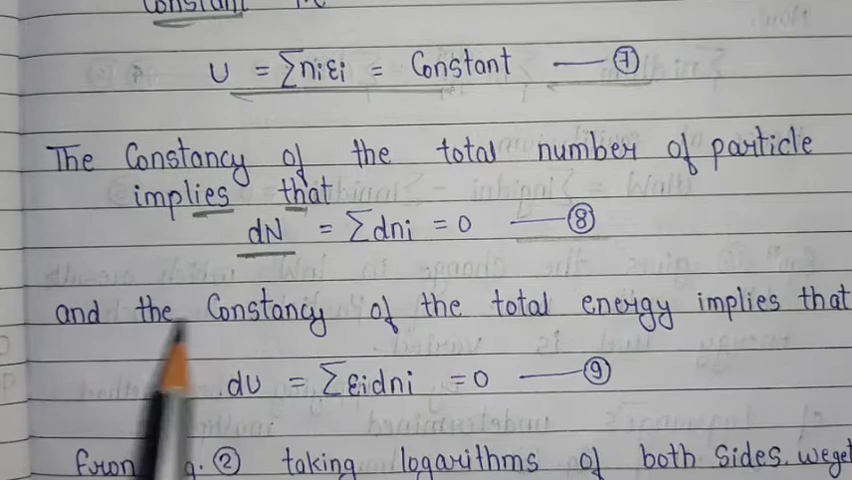 Constant
U = Σniεi = Constant — ⑦
The Constancy of the total number of particle
implies that
dN = Σdni = 0 — ⑧
and the Constancy of the total energy implies that
dU = Σεidni = 0 — ⑨
from ② taking logarithms of both sides. we get